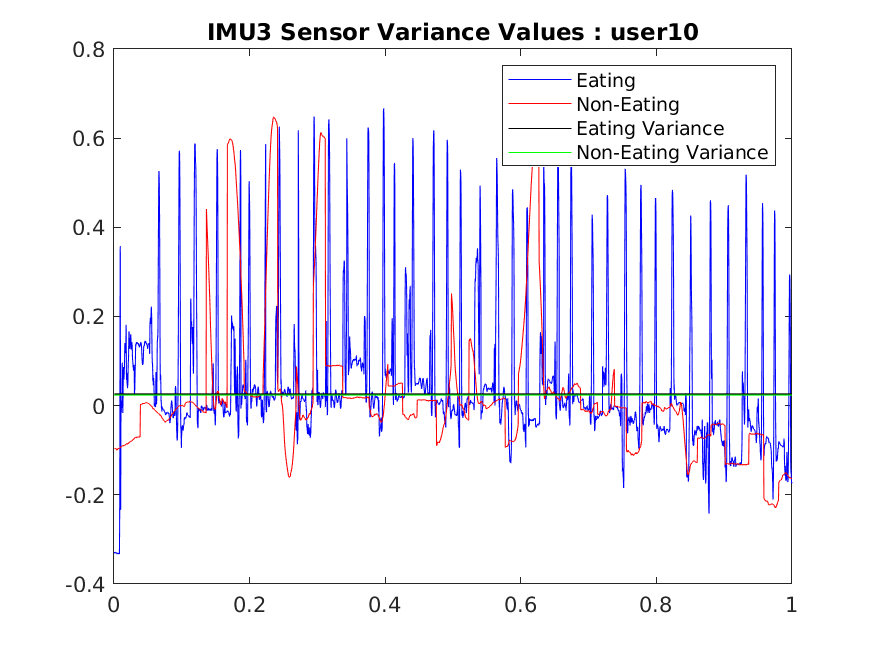 IMU3 Sensor Variance Values : user10
0.8
Eating
Non-Eating
Eating Variance
Non-Eating Variance
0.6
0.4
0.2
0
-0.2
-0.4
0 0.2 0.4 0.6 0.8 1